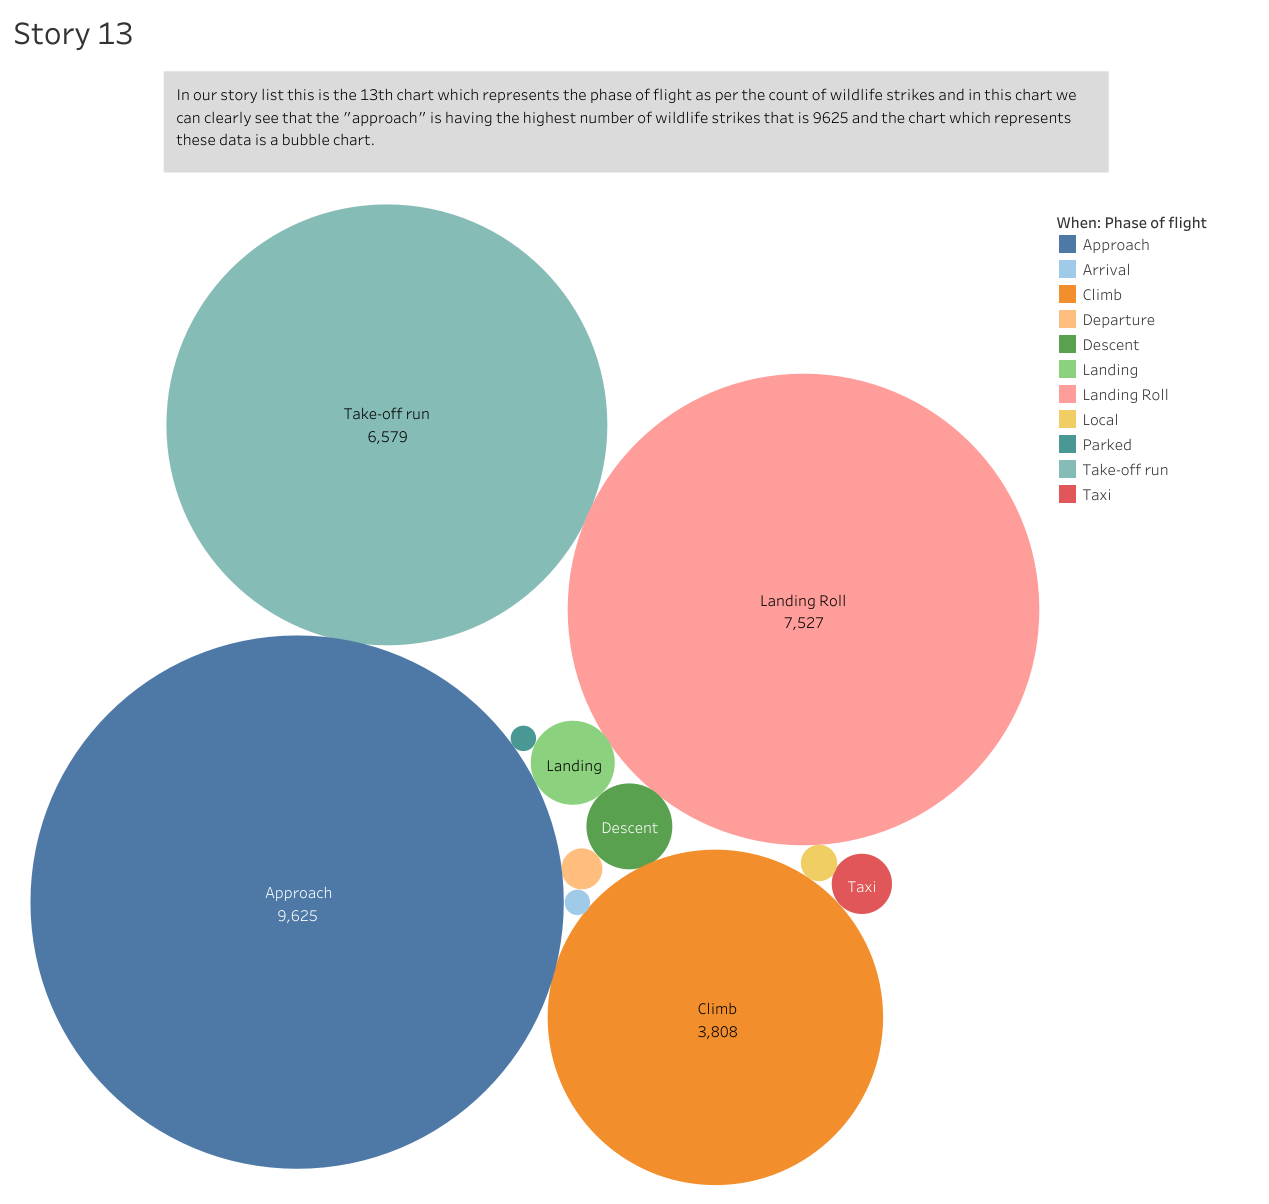 Story 13
In our story list this is the 13th chart which represents the phase of flight as per the count of wildlife strikes and in this chart we
can clearly see that the "approach" is having the highest number of wildlife strikes that is 9625 and the chart which represents
these data is a bubble chart.
When: Phase of flight
Approach
Arrival
Climb
Departure
Descent
Landing
Landing Roll
Local
Parked
Take-off run
Taxi
Take-off run
6,579
Landing Roll
7,527
Landing
Descent
Taxi
Approach
9,625
Climb
3,808